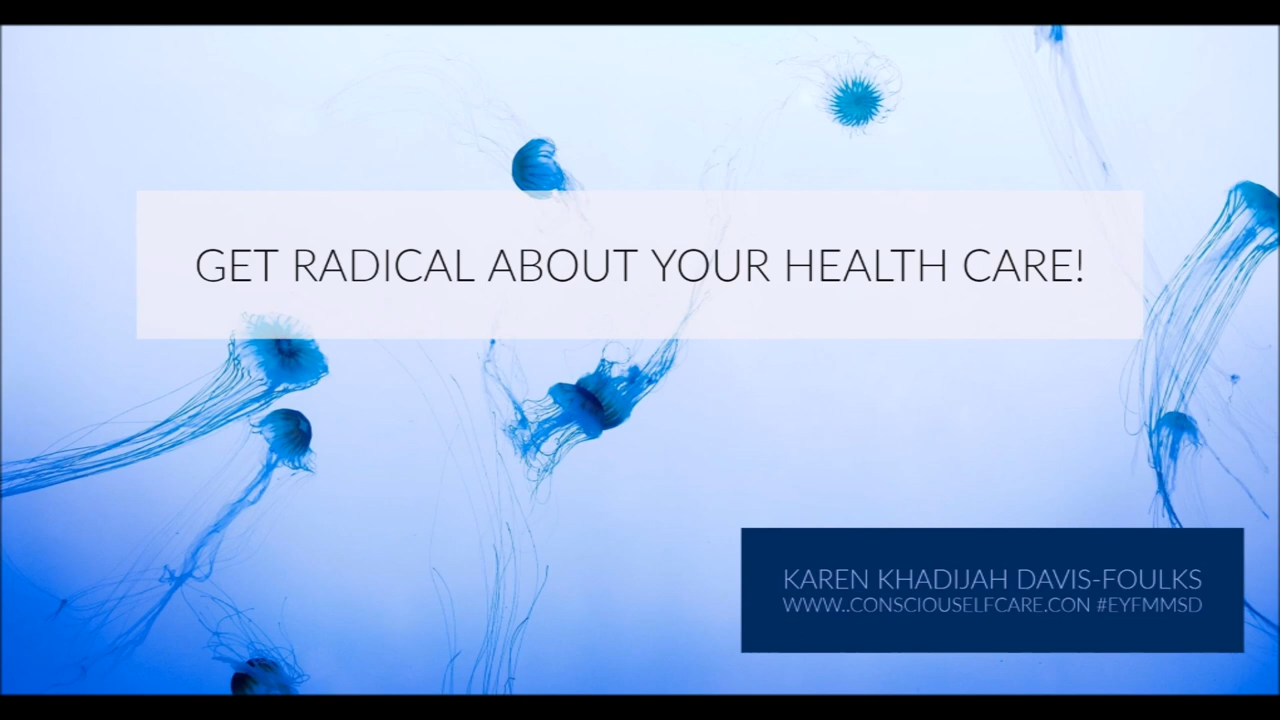 GET RADICAL ABOUT YOUR HEALTH CARE!
KAREN KHADIJAH DAVIS-FOULKS
WWW..CONSCIOUSELFCARE.CON #EYFMMSD